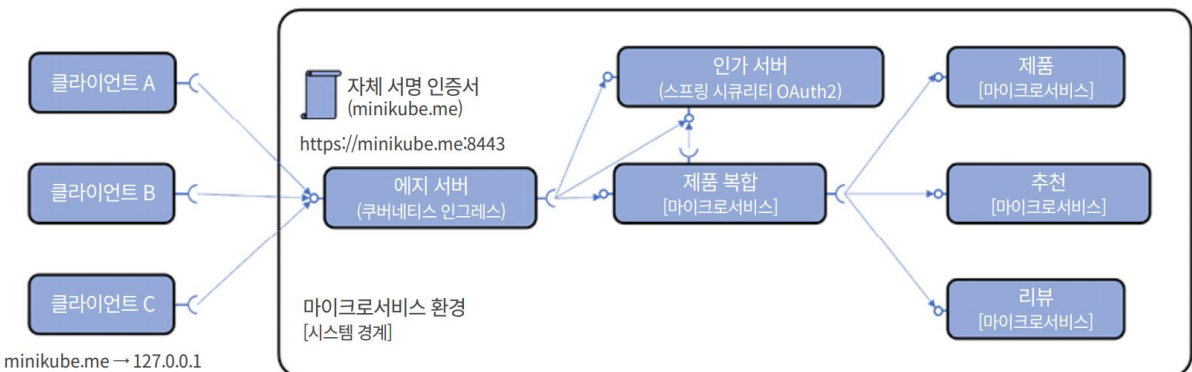 클라이언트 A
클라이언트 B
클라이언트 C
minikube.me → 127.0.0.1
자체 서명 인증서
(minikube.me)
https://minikube.me:8443
에지 서버
(쿠버네티스 인그레스)
마이크로서비스 환경
[시스템 경계]
인가 서버
(스프링 시큐리티 OAuth2)
제품 복합
[마이크로서비스]
제품
[마이크로서비스]
추천
[마이크로서비스]
리뷰
[마이크로서비스]